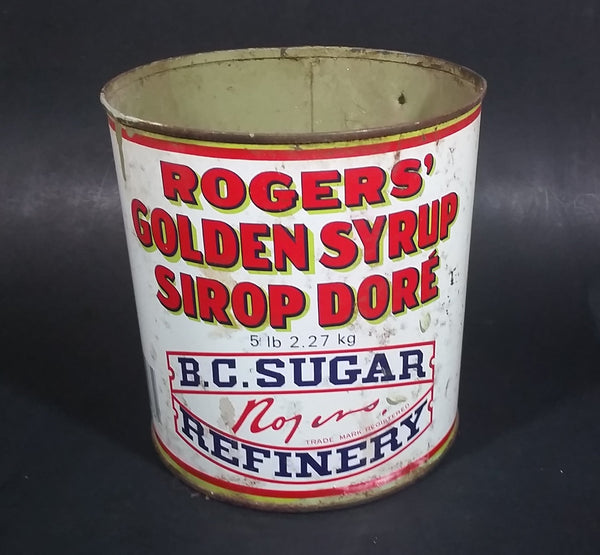 ROGERS'
GOLDEN SYRUP
SIROP DORÉ
5 lb 2.27 kg
B.C. SUGAR
Rogers.
TRADE MARK REGISTERED
REFINERY